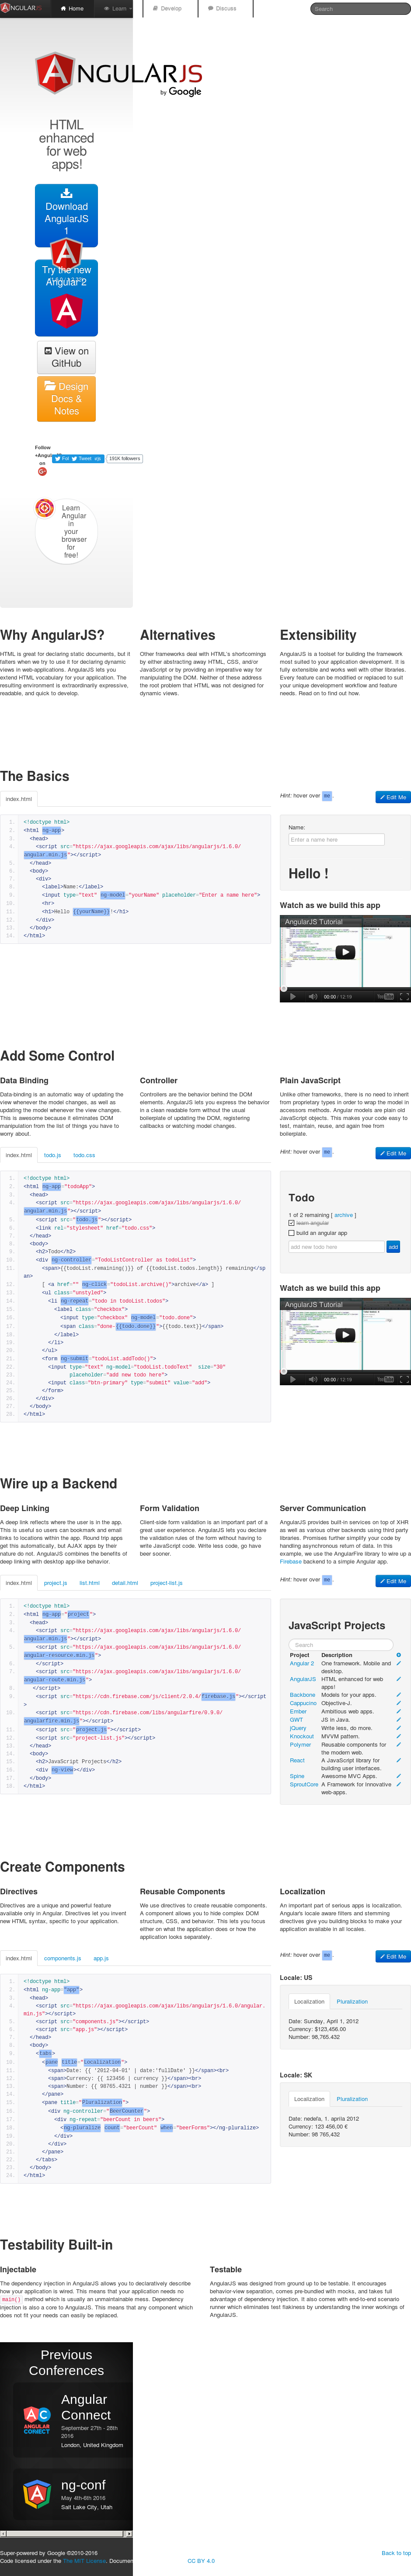 ANGULARJS
Home
Learn
Develop
Discuss
Search
ANGULARJS
by Google
HTML
enhanced
for web
apps!
Download
AngularJS
1
Try the new
Angular 2
View on
GitHub
Design
Docs &
Notes
Follow
on
Tweet
191K followers
Learn
Angular
in
your
browser
for
free!
Why AngularJS?
HTML is great for declaring static documents, but it
falters when we try to use it for declaring dynamic
views in web-applications. AngularJS lets you
extend HTML vocabulary for your application. The
resulting environment is extraordinarily expressive,
readable, and quick to develop.
Alternatives
Other frameworks deal with HTML's shortcomings
by either abstracting away HTML, CSS, and/or
JavaScript or by providing an imperative way for
manipulating the DOM. Neither of these address
the root problem that HTML was not designed for
dynamic views.
Extensibility
AngularJS is a toolset for building the framework
most suited to your application development. It is
fully extensible and works well with other libraries.
Every feature can be modified or replaced to suit
your unique development workflow and feature
needs. Read on to find out how.
The Basics
index.html
Hint: hover over me.
Edit Me
<!doctype html>
<html ng-app>
<head>
<script src="https://ajax.googleapis.com/ajax/libs/angularjs/1.6.0/
angular.min.js"></script>
</head>
<body>
<div>
<label>Name:</label>
<input type="text" ng-model="yourName" placeholder="Enter a name here">
<hr>
<h1>Hello {{yourName}}!</h1>
</div>
</body>
</html>
Name:
Enter a name here
Hello !
Watch as we build this app
AngularJS Tutorial
00:00 / 12:19
Add Some Control
Data Binding
Data-binding is an automatic way of updating the
view whenever the model changes, as well as
updating the model whenever the view changes.
This is awesome because it eliminates DOM
manipulation from the list of things you have to
worry about.
Controller
Controllers are the behavior behind the DOM
elements. AngularJS lets you express the behavior
in a clean readable form without the usual
boilerplate of updating the DOM, registering
callbacks or watching model changes.
Plain JavaScript
Unlike other frameworks, there is no need to inherit
from proprietary types in order to wrap the model in
accessors methods. Angular models are plain old
JavaScript objects. This makes your code easy to
test, maintain, reuse, and again free from
boilerplate.
index.html
todo.js
todo.css
Hint: hover over me.
Edit Me
<!doctype html>
<html ng-app="todoApp">
<head>
<script src="https://ajax.googleapis.com/ajax/libs/angularjs/1.6.0/
angular.min.js"></script>
<script src="todo.js"></script>
<link rel="stylesheet" href="todo.css">
</head>
<body>
<h2>Todo</h2>
<div ng-controller="TodoListController as todoList">
<span>{{todoList.remaining()}} of {{todoList.todos.length}} remaining</sp
an>
[ <a href="" ng-click="todoList.archive()">archive</a> ]
<ul class="unstyled">
<li ng-repeat="todo in todoList.todos">
<label class="checkbox">
<input type="checkbox" ng-model="todo.done">
<span class="done-{{todo.done}}">{{todo.text}}</span>
</label>
</li>
</ul>
<form ng-submit="todoList.addTodo()">
<input type="text" ng-model="todoList.todoText" size="30"
placeholder="add new todo here">
<input class="btn-primary" type="submit" value="add">
</form>
</div>
</body>
</html>
Todo
1 of 2 remaining [ archive ]
learn angular
build an angular app
add new todo here
add
Watch as we build this app
AngularJS Tutorial
00:00 / 12:19
Wire up a Backend
Deep Linking
A deep link reflects where the user is in the app.
This is useful so users can bookmark and email
links to locations within the app. Round trip apps
get this automatically, but AJAX apps by their
nature do not. AngularJS combines the benefits of
deep linking with desktop app-like behavior.
Form Validation
Client-side form validation is an important part of a
great user experience. AngularJS lets you declare
the validation rules of the form without having to
write JavaScript code. Write less code, go have
beer sooner.
Server Communication
AngularJS provides built-in services on top of XHR
as well as various other backends using third party
libraries. Promises further simplify your code by
handling asynchronous return of data. In this
example, we use the AngularFire library to wire up a
Firebase backend to a simple Angular app.
index.html
project.js
list.html
detail.html
project-list.js
Hint: hover over me.
Edit Me
<!doctype html>
<html ng-app="project">
<head>
<script src="https://ajax.googleapis.com/ajax/libs/angularjs/1.6.0/
angular.min.js"></script>
<script src="https://ajax.googleapis.com/ajax/libs/angularjs/1.6.0/
angular-resource.min.js">
</script>
<script src="https://ajax.googleapis.com/ajax/libs/angularjs/1.6.0/
angular-route.min.js">
</script>
<script src="https://cdn.firebase.com/js/client/2.0.4/firebase.js"></script
>
<script src="https://cdn.firebase.com/libs/angularfire/0.9.0/
angularfire.min.js"></script>
<script src="project.js"></script>
<script src="project-list.js"></script>
</head>
<body>
<h2>JavaScript Projects</h2>
<div ng-view></div>
</body>
</html>
JavaScript Projects
Search
Project Description
Angular 2 One framework. Mobile and
desktop.
AngularJS HTML enhanced for web
apps!
Backbone Models for your apps.
Cappucino Objective-J.
Ember Ambitious web apps.
GWT JS in Java.
jQuery Write less, do more.
Knockout MVVM pattern.
Polymer Reusable components for
the modern web.
React A JavaScript library for
building user interfaces.
Spine Awesome MVC Apps.
SproutCore A Framework for Innovative
web-apps.
Create Components
Directives
Directives are a unique and powerful feature
available only in Angular. Directives let you invent
new HTML syntax, specific to your application.
Reusable Components
We use directives to create reusable components.
A component allows you to hide complex DOM
structure, CSS, and behavior. This lets you focus
either on what the application does or how the
application looks separately.
Localization
An important part of serious apps is localization.
Angular's locale aware filters and stemming
directives give you building blocks to make your
application available in all locales.
index.html
components.js
app.js
Hint: hover over me.
Edit Me
<!doctype html>
<html ng-app="app">
<head>
<script src="https://ajax.googleapis.com/ajax/libs/angularjs/1.6.0/angular.
min.js"></script>
<script src="components.js"></script>
<script src="app.js"></script>
</head>
<body>
<tabs>
<pane title="Localization">
<span>Date: {{ '2012-04-01' | date:'fullDate' }}</span><br>
<span>Currency: {{ 123456 | currency }}</span><br>
<span>Number: {{ 98765.4321 | number }}</span><br>
</pane>
<pane title="Pluralization">
<div ng-controller="BeerCounter">
<div ng-repeat="beerCount in beers">
<ng-pluralize count="beerCount" when="beerForms"></ng-pluralize>
</div>
</div>
</pane>
</tabs>
</body>
</html>
Locale: US
Localization
Pluralization
Date: Sunday, April 1, 2012
Currency: $123,456.00
Number: 98,765.432
Locale: SK
Localization
Pluralization
Date: nedeľa, 1. apríla 2012
Currency: 123 456,00 €
Number: 98 765,432
Testability Built-in
Injectable
The dependency injection in AngularJS allows you to declaratively describe
how your application is wired. This means that your application needs no
main() method which is usually an unmaintainable mess. Dependency
injection is also a core to AngularJS. This means that any component which
does not fit your needs can easily be replaced.
Testable
AngularJS was designed from ground up to be testable. It encourages
behavior-view separation, comes pre-bundled with mocks, and takes full
advantage of dependency injection. It also comes with end-to-end scenario
runner which eliminates test flakiness by understanding the inner workings of
AngularJS.
Previous
Conferences
Angular
Connect
September 27th - 28th
2016
London, United Kingdom
ng-conf
May 4th-6th 2016
Salt Lake City, Utah
Super-powered by Google ©2010-2016
Back to top
Code licensed under the The MIT License. Documen
CC BY 4.0